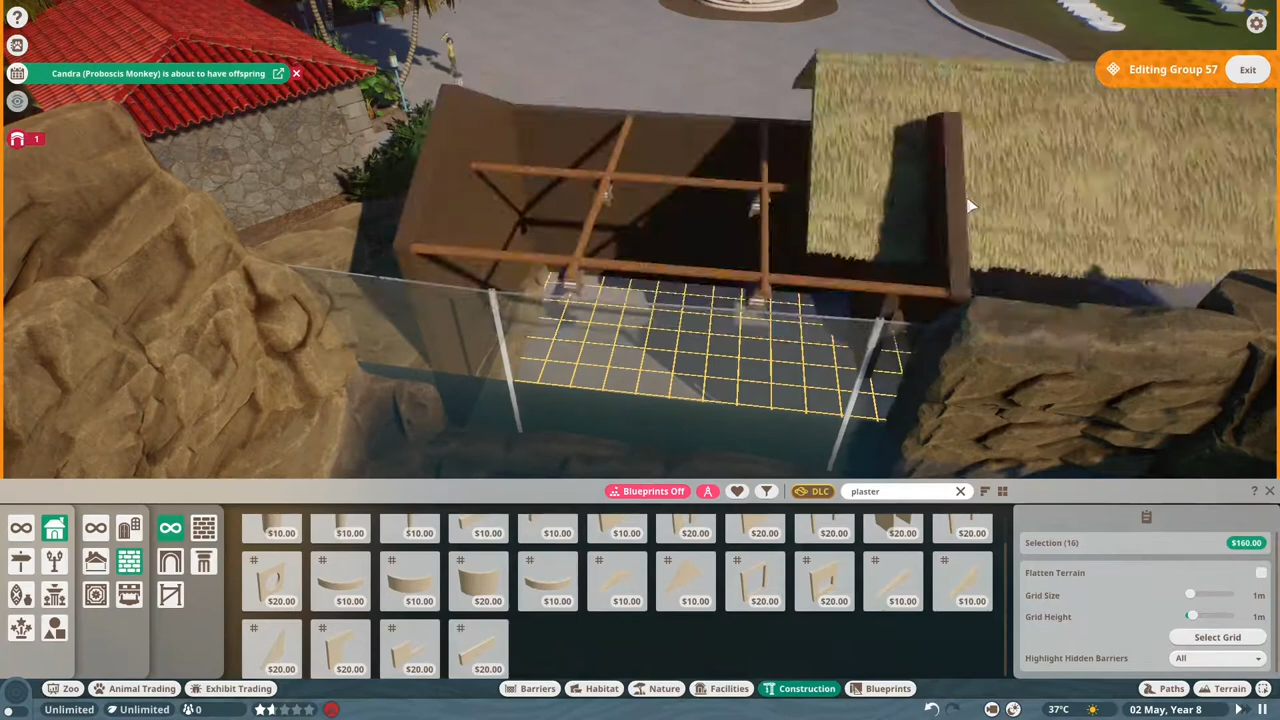 ?
Candra (Proboscis Monkey) is about to have offspring
1
Editing Group 57
Exit
Blueprints Off
DLC
plaster
?
$10.00 $10.00 $10.00 $10.00 $10.00 $10.00 $20.00 $20.00 $20.00 $20.00 $20.00
$20.00 $10.00 $10.00 $20.00 $10.00 $10.00 $10.00 $20.00 $20.00 $10.00 $10.00
$20.00 $20.00 $20.00 $20.00
Selection (16)
$160.00
Flatten Terrain
Grid Size
1m
Grid Height
1m
Select Grid
Highlight Hidden Barriers
All
Zoo
Animal Trading
Exhibit Trading
Barriers
Habitat
Nature
Facilities
Construction
Blueprints
Paths
Terrain
Unlimited
Unlimited
0
37°C
02 May, Year 8